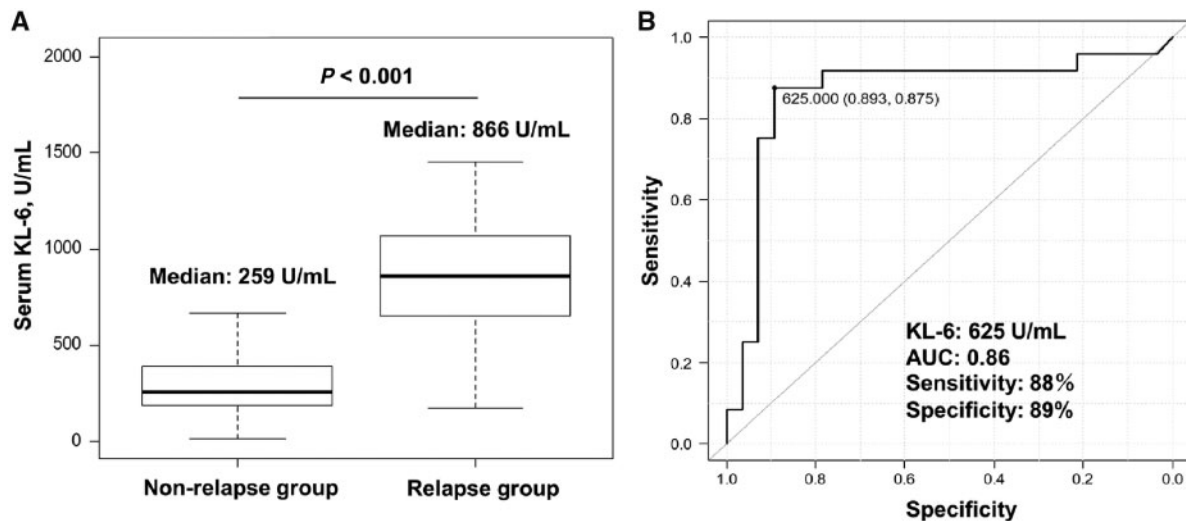 A
2000
1500
1000
500
0
Serum KL-6, U/mL
P < 0.001
Median: 866 U/mL
Median: 259 U/mL
Non-relapse group
Relapse group
B
1.0
0.8
0.6
0.4
0.2
0.0
Sensitivity
625.000 (0.893, 0.875)
KL-6: 625 U/mL
AUC: 0.86
Sensitivity: 88%
Specificity: 89%
1.0
0.8
0.6
0.4
0.2
0.0
Specificity